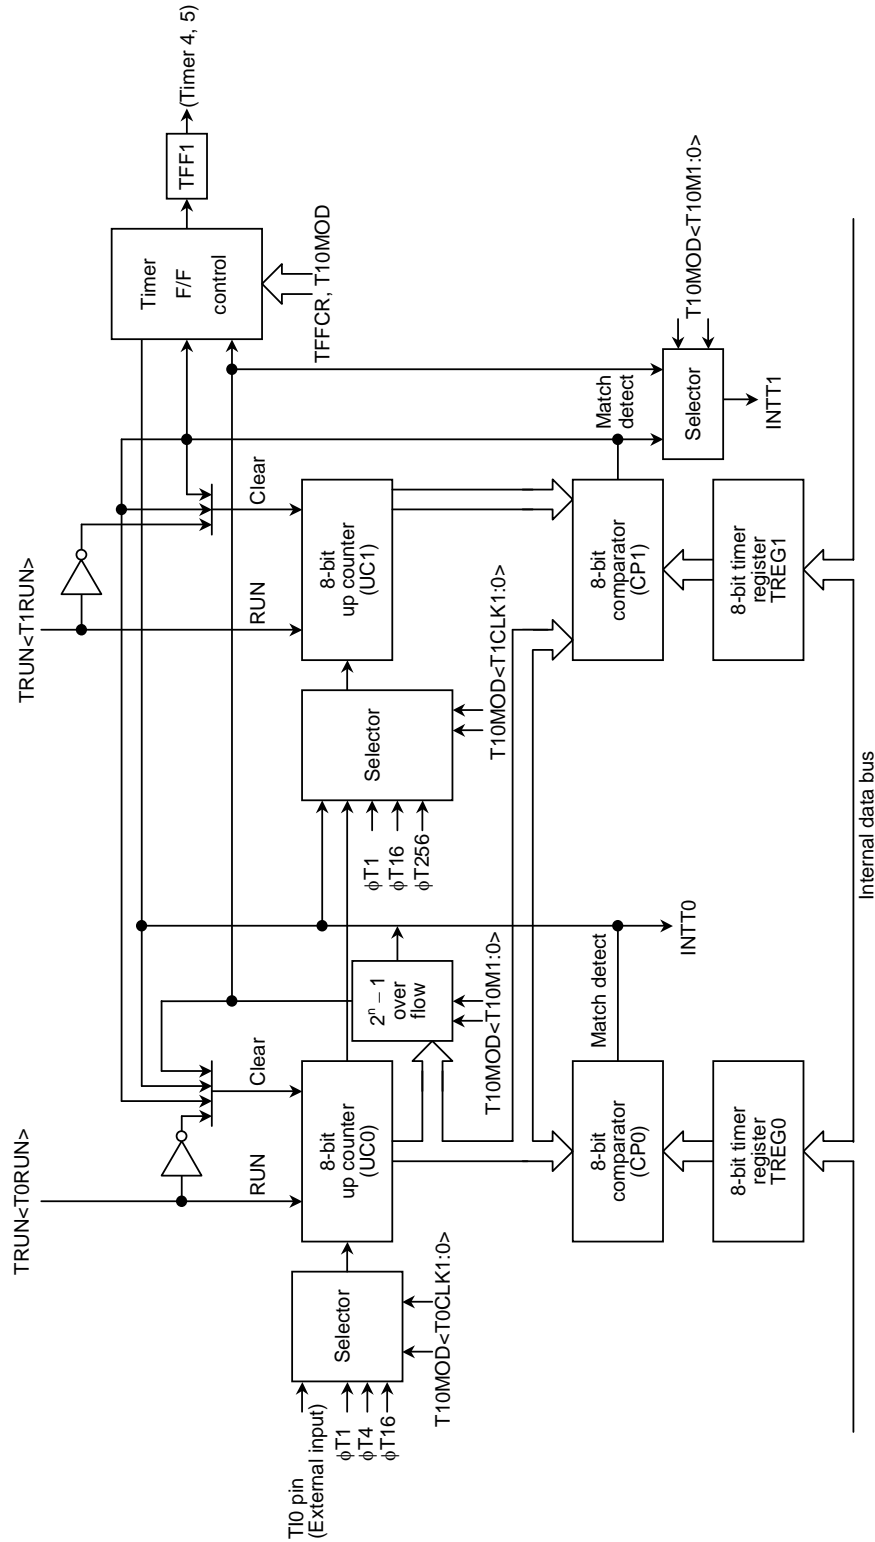 TRUN<T0RUN>
TRUN<T1RUN>
RUN
Clear
RUN
Clear
Timer
F/F
control
TFF1
(Timer 4, 5)
TFFCR, T10MOD
TI0 pin
(External input)
ϕT1
ϕT4
ϕT16
Selector
T10MOD<T0CLK1:0>
8-bit
up counter
(UC0)
2ⁿ − 1
over
flow
T10MOD<T10M1:0>
ϕT1
ϕT16
ϕT256
Selector
T10MOD<T1CLK1:0>
8-bit
up counter
(UC1)
8-bit
comparator
(CP0)
Match detect
INTT0
8-bit
comparator
(CP1)
Match
detect
Selector
T10MOD<T10M1:0>
INTT1
8-bit timer
register
TREG0
8-bit timer
register
TREG1
Internal data bus